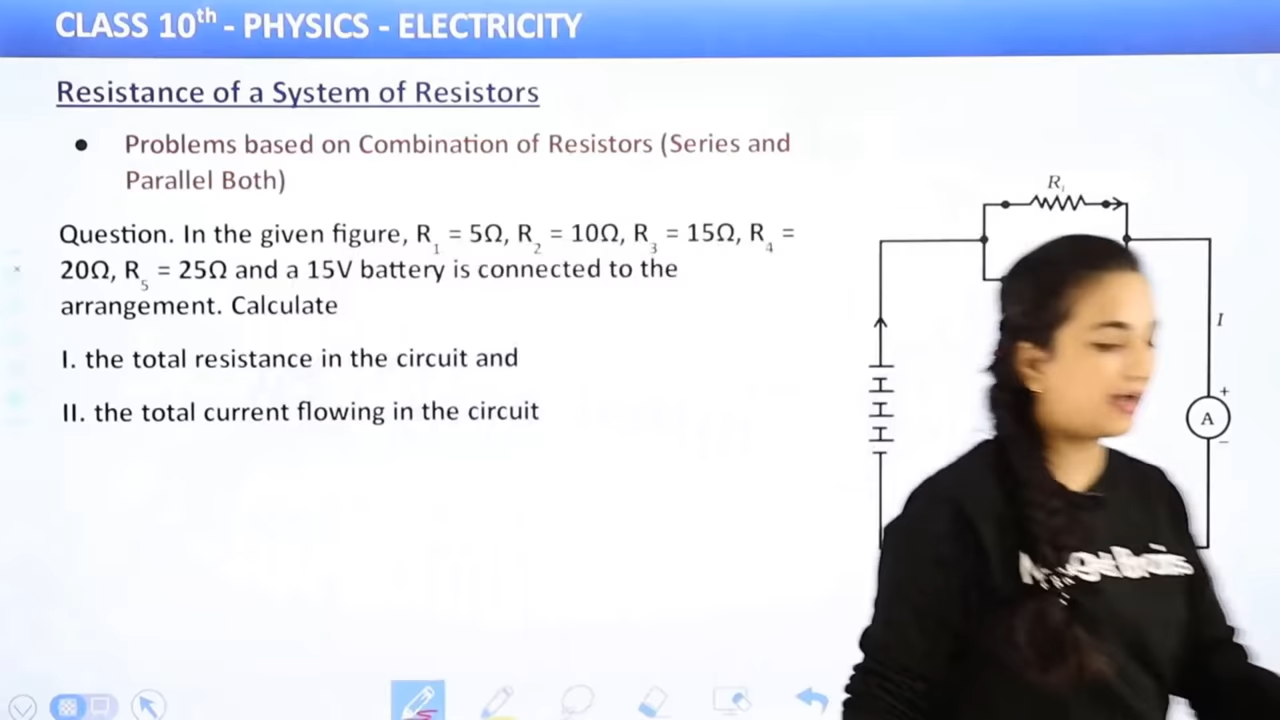 CLASS 10th - PHYSICS - ELECTRICITY
Resistance of a System of Resistors
● Problems based on Combination of Resistors (Series and
Parallel Both)
Question. In the given figure, R₁ = 5Ω, R₂ = 10Ω, R₃ = 15Ω, R₄ =
20Ω, R₅ = 25Ω and a 15V battery is connected to the
arrangement. Calculate
I. the total resistance in the circuit and
II. the total current flowing in the circuit
R₁
I
+
A
−